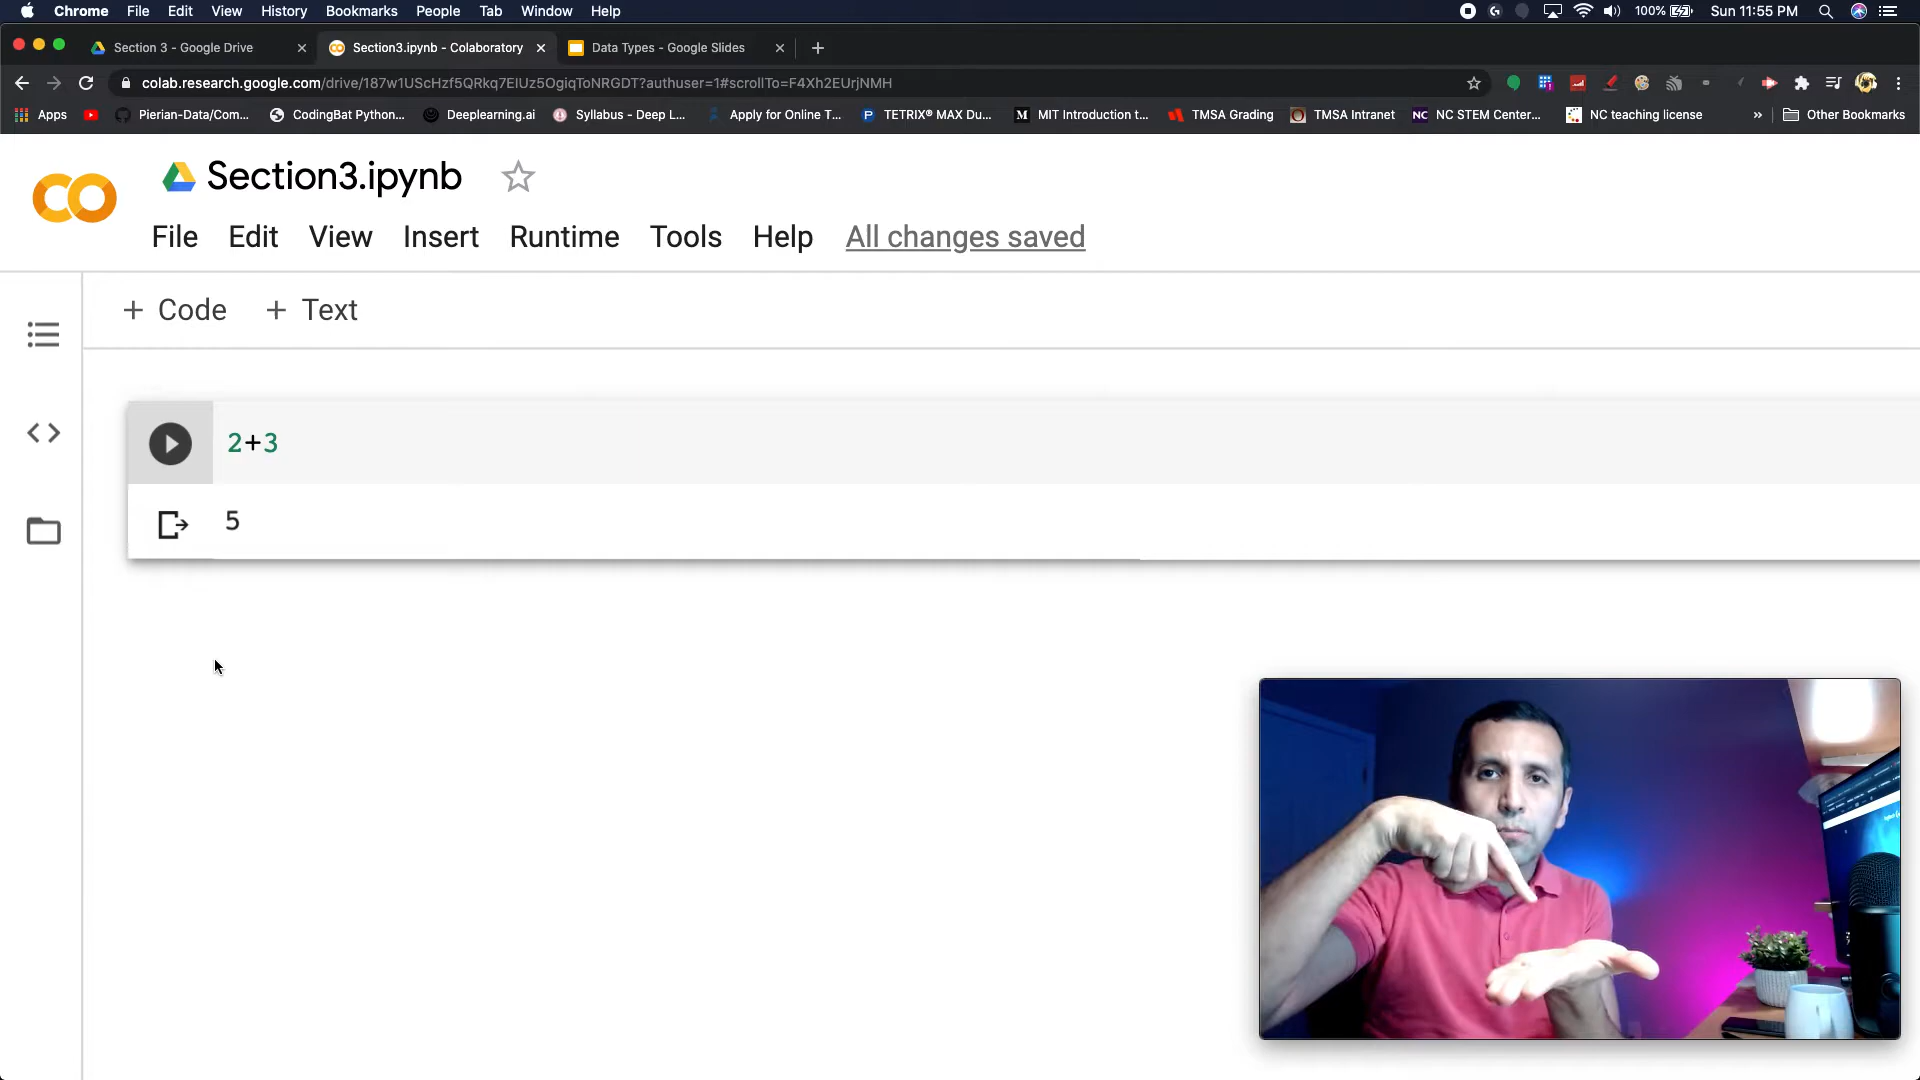 Chrome File Edit View History Bookmarks People Tab Window Help 100% Sun 11:55 PM
Section 3 - Google Drive Section3.ipynb - Colaboratory Data Types - Google Slides
colab.research.google.com/drive/187w1UScHzf5QRkq7EIUz5OgiqToNRGDT?authuser=1#scrollTo=F4Xh2EUrjNMH
Apps Pierian-Data/Com... CodingBat Python... Deeplearning.ai Syllabus - Deep L... Apply for Online T... TETRIX® MAX Du... MIT Introduction t... TMSA Grading TMSA Intranet NC STEM Center... NC teaching license » Other Bookmarks
Section3.ipynb
File Edit View Insert Runtime Tools Help All changes saved
+ Code + Text
2+3
5